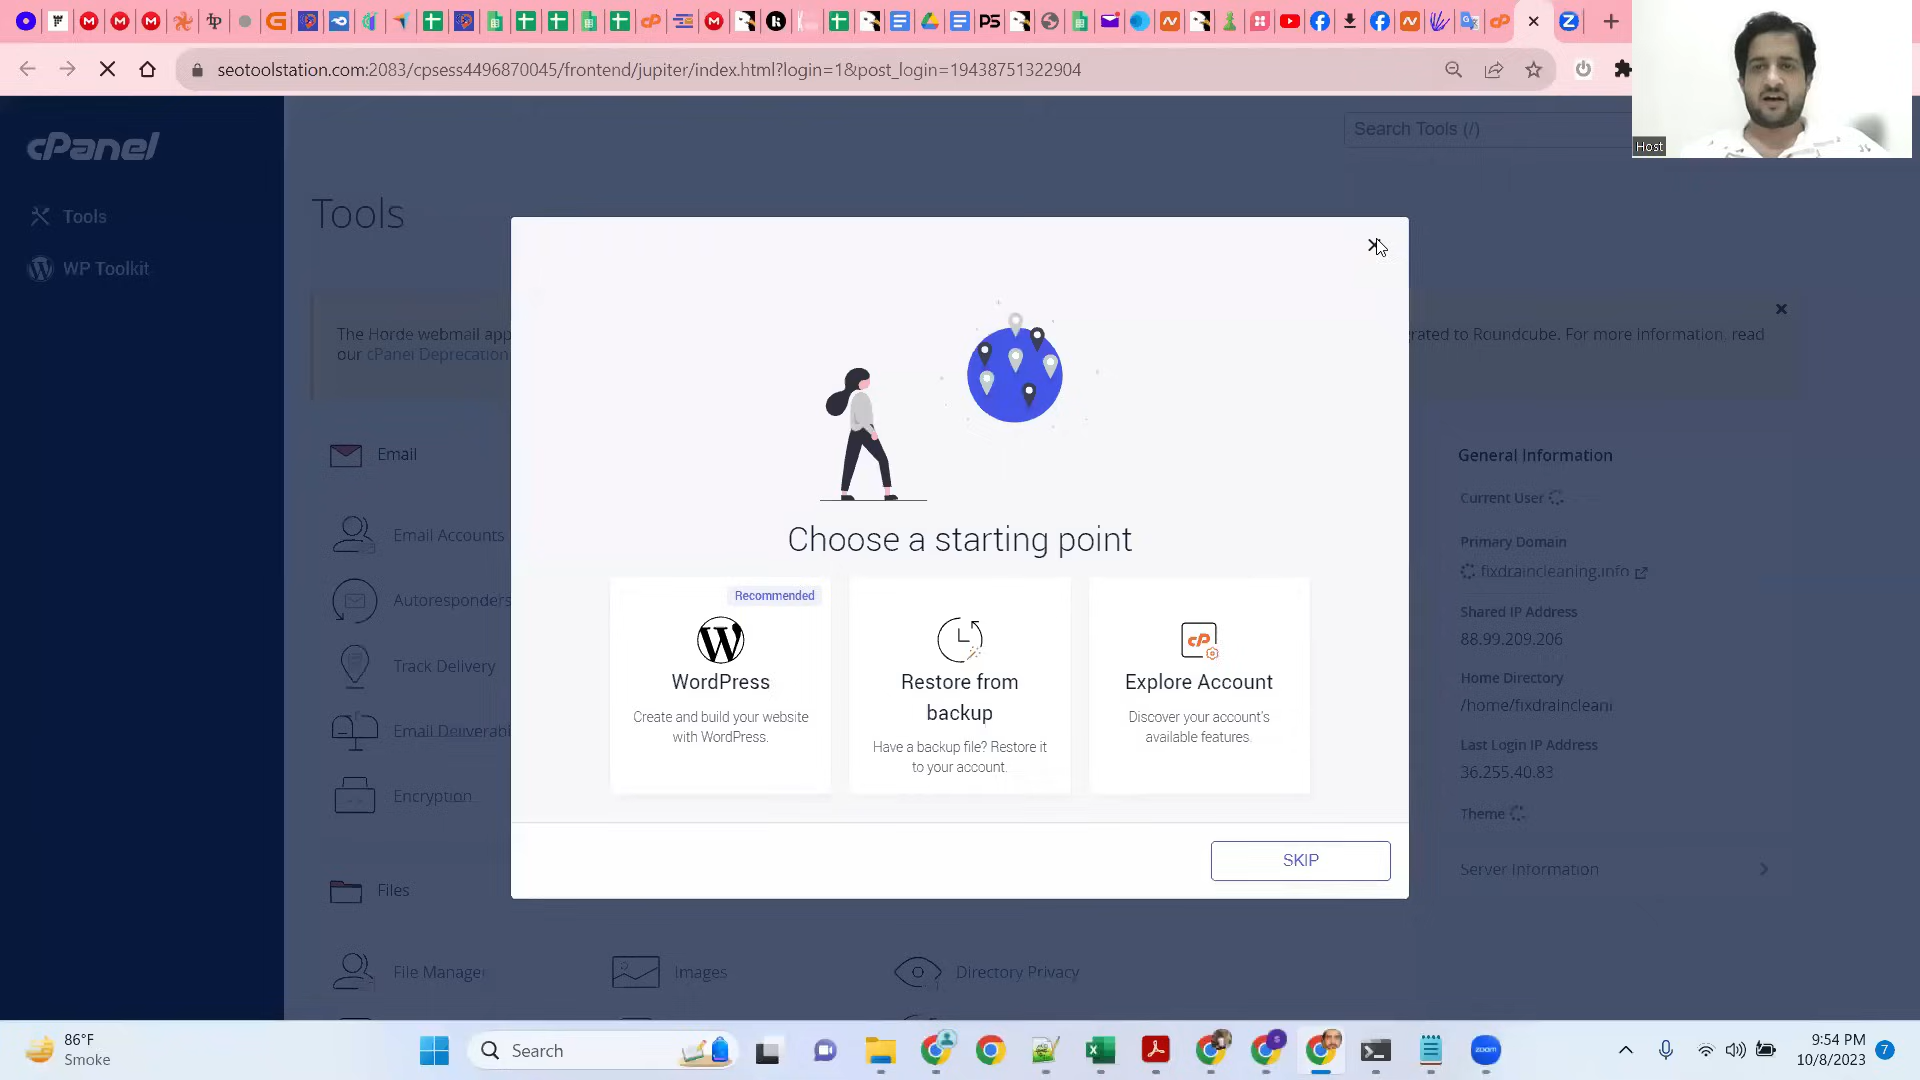 seotoolstation.com:2083/cpsess4496870045/frontend/jupiter/index.html?login=1&post_login=19438751322904
Host
cPanel
Search Tools (/)
Tools
WP Toolkit
Tools
The Horde webmail app
grated to Roundcube. For more information, read
our cPanel Deprecation
Choose a starting point
Recommended
WordPress
Create and build your website
with WordPress.
Restore from
backup
Have a backup file? Restore it
to your account.
Explore Account
Discover your account's
available features.
SKIP
Email
Email Accounts
Autoresponders
Track Delivery
Email Deliverabi
Encryption
Files
File Manager
Images
Directory Privacy
General Information
Current User
Primary Domain
fixdraincleaning.info
Shared IP Address
88.99.209.206
Home Directory
/home/fixdraincleani
Last Login IP Address
36.255.40.83
Theme
Server Information
86°F
Smoke
Search
zoom
9:54 PM
10/8/2023
7